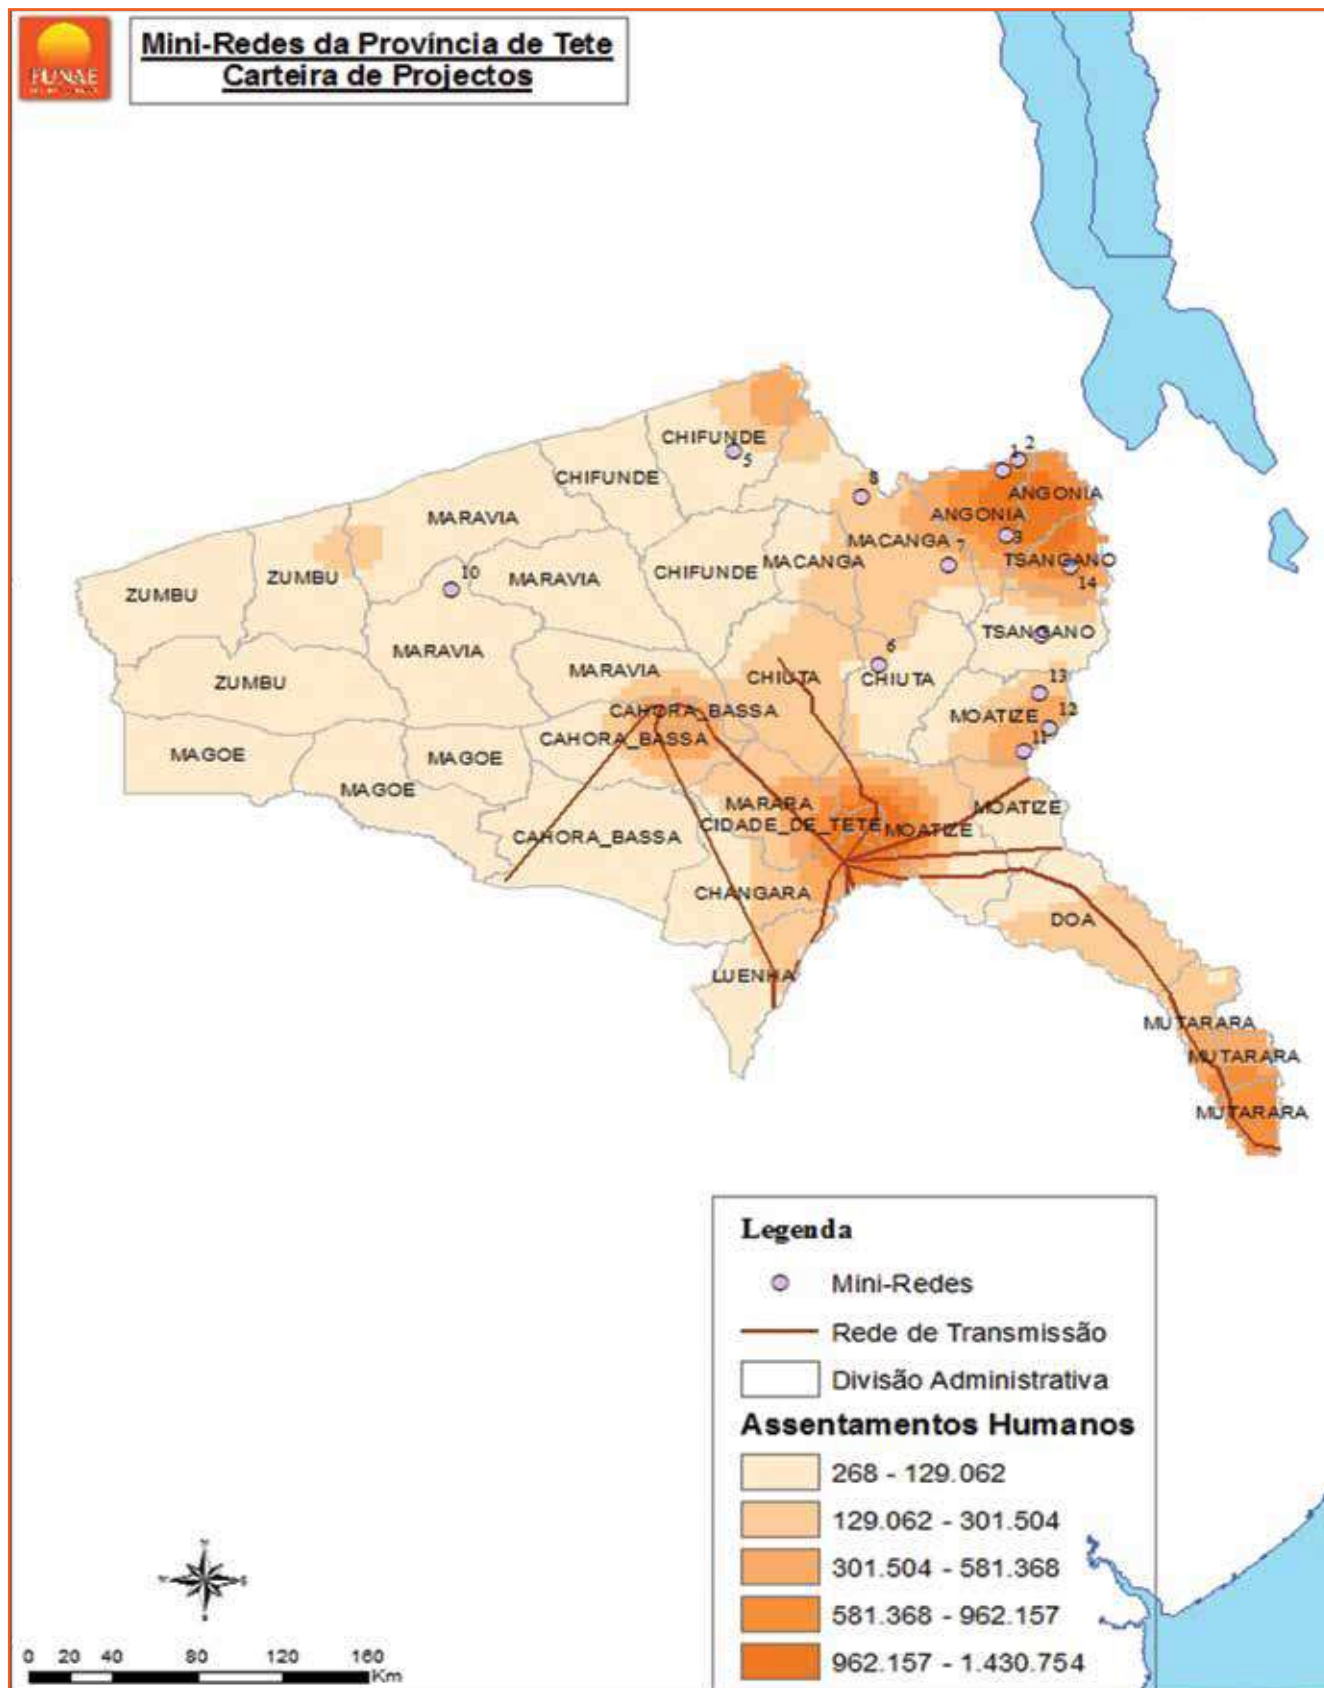 FUNAE
Mini-Redes da Província de Tete
Carteira de Projectos
1
2
CHIFUNDE
5
CHIFUNDE
8
ANGONIA
ANGONIA
MARAVIA
MACANGA
7
TSANGANO
14
ZUMBU
10
MARAVIA
CHIFUNDE
MACANGA
ZUMBU
TSANGANO
MARAVIA
6
MARAVIA
CHIUTA
CHIUTA
13
ZUMBU
CAHORA_BASSA
MOATIZE
12
CAHORA_BASSA
11
MAGOE
MAGOE
MAGOE
MARARA
MOATIZE
CIDADE_DE_TETE
MOATIZE
CAHORA_BASSA
CHANGARA
DOA
LUENHA
MUTARARA
MUTARARA
MUTARARA
Legenda
Mini-Redes
Rede de Transmissão
Divisão Administrativa
Assentamentos Humanos
268 - 129.062
129.062 - 301.504
301.504 - 581.368
581.368 - 962.157
962.157 - 1.430.754
0 20 40 80 120 160
Km